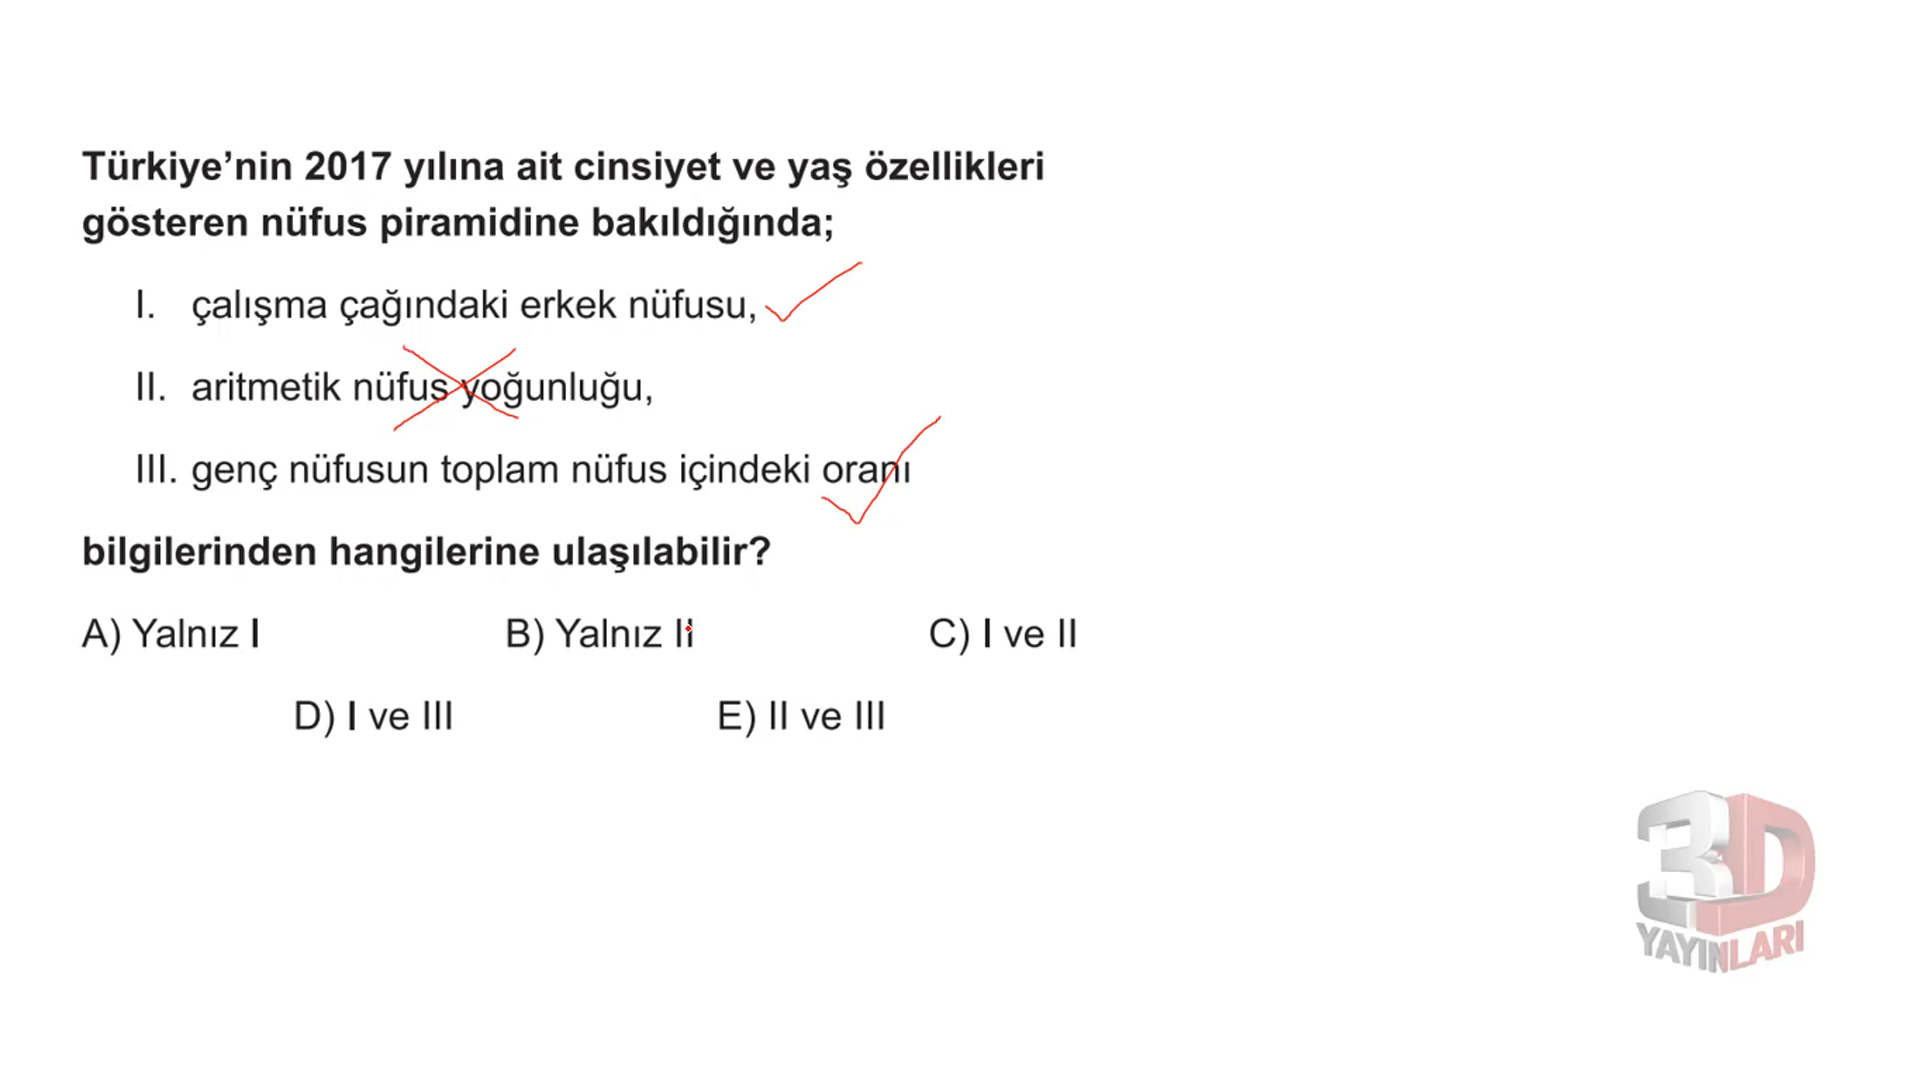 Türkiye’nin 2017 yılına ait cinsiyet ve yaş özellikleri
gösteren nüfus piramidine bakıldığında;
I. çalışma çağındaki erkek nüfusu,
II. aritmetik nüfus yoğunluğu,
III. genç nüfusun toplam nüfus içindeki oranı
bilgilerinden hangilerine ulaşılabilir?
A) Yalnız I B) Yalnız II C) I ve II
D) I ve III E) II ve III
3D
YAYINLARI